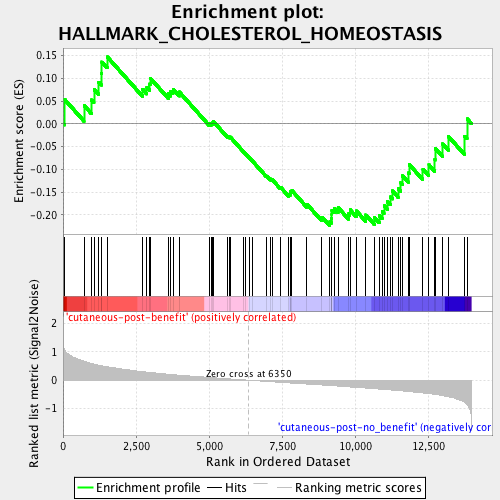 Enrichment plot:
HALLMARK_CHOLESTEROL_HOMEOSTASIS
Enrichment score (ES)
0.15
0.10
0.05
0.00
-0.05
-0.10
-0.15
-0.20
'cutaneous-post-benefit' (positively correlated)
Ranked list metric (Signal2Noise)
2
1
0
-1
Zero cross at 6350
'cutaneous-post-no_benefit' (negatively cor
0
2,500
5,000
7,500
10,000
12,500
Rank in Ordered Dataset
Enrichment profile
Hits
Ranking metric scores